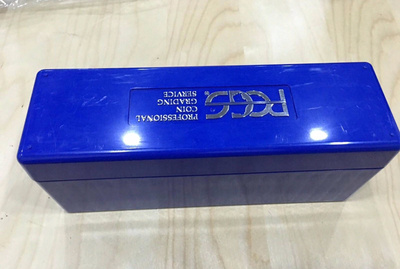 PCGS
PROFESSIONAL
COIN
GRADING
SERVICE